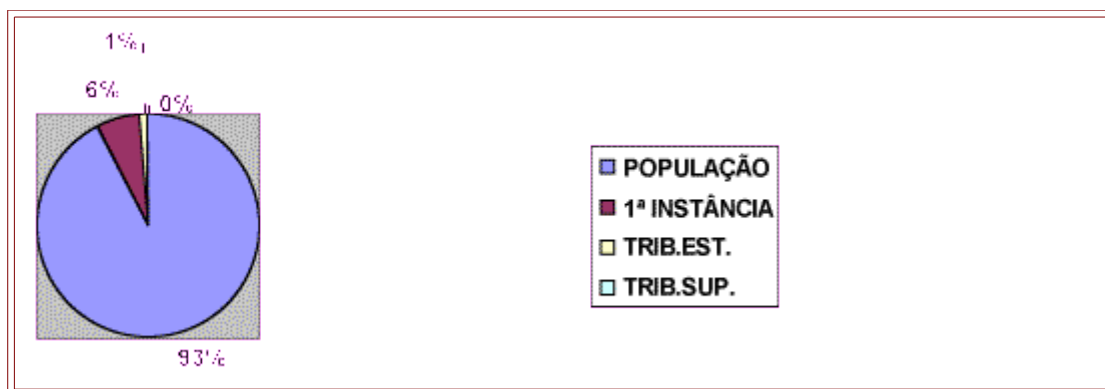 1%
6%
0%
POPULAÇÃO
1ª INSTÂNCIA
TRIB.EST.
TRIB.SUP.
93%